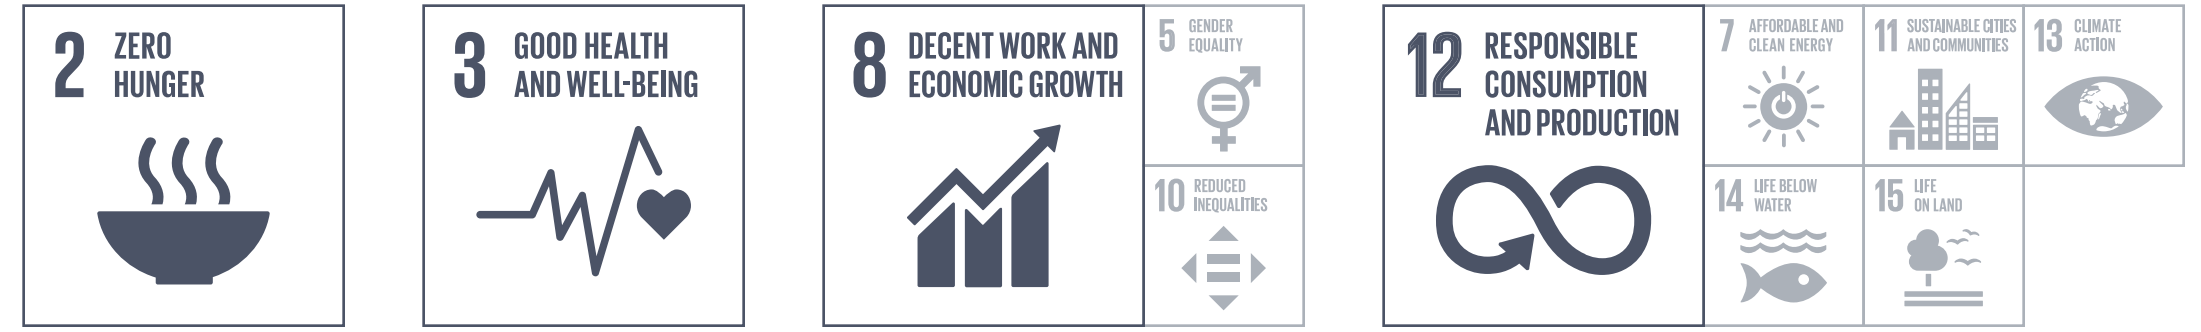 2 ZERO
HUNGER
3 GOOD HEALTH
AND WELL-BEING
8 DECENT WORK AND
ECONOMIC GROWTH
5 GENDER
EQUALITY
10 REDUCED
INEQUALITIES
12 RESPONSIBLE
CONSUMPTION
AND PRODUCTION
7 AFFORDABLE AND
CLEAN ENERGY
11 SUSTAINABLE CITIES
AND COMMUNITIES
13 CLIMATE
ACTION
14 LIFE BELOW
WATER
15 LIFE
ON LAND